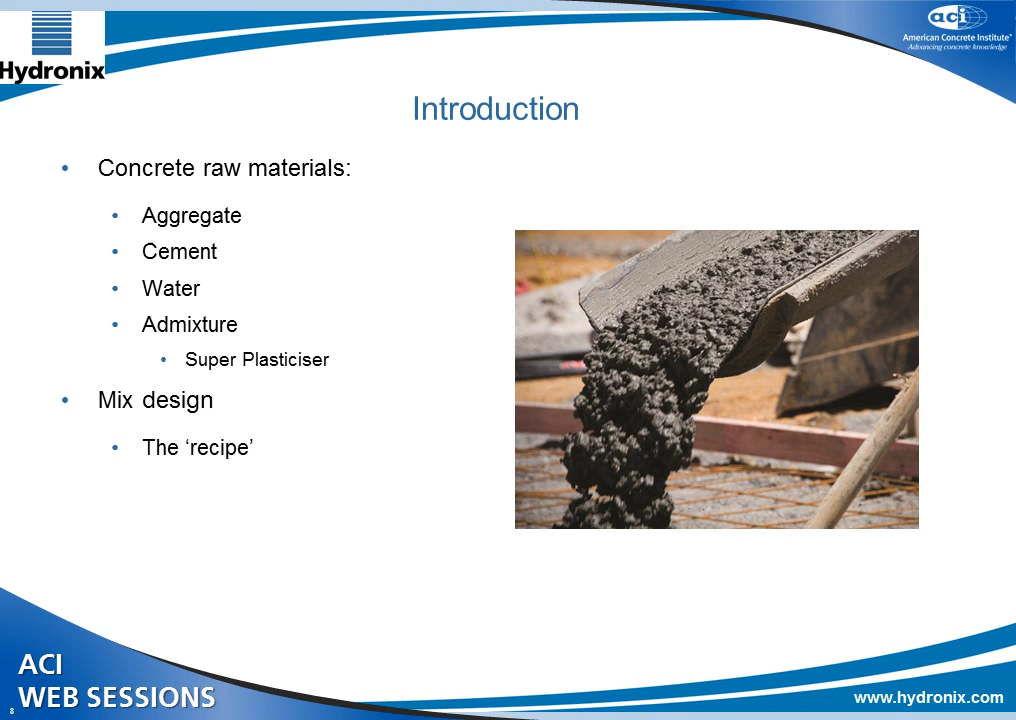 Hydronix
aci
American Concrete Institute®
Advancing concrete knowledge
Introduction
• Concrete raw materials:
• Aggregate
• Cement
• Water
• Admixture
• Super Plasticiser
• Mix design
• The ‘recipe’
ACI
WEB SESSIONS
8
www.hydronix.com